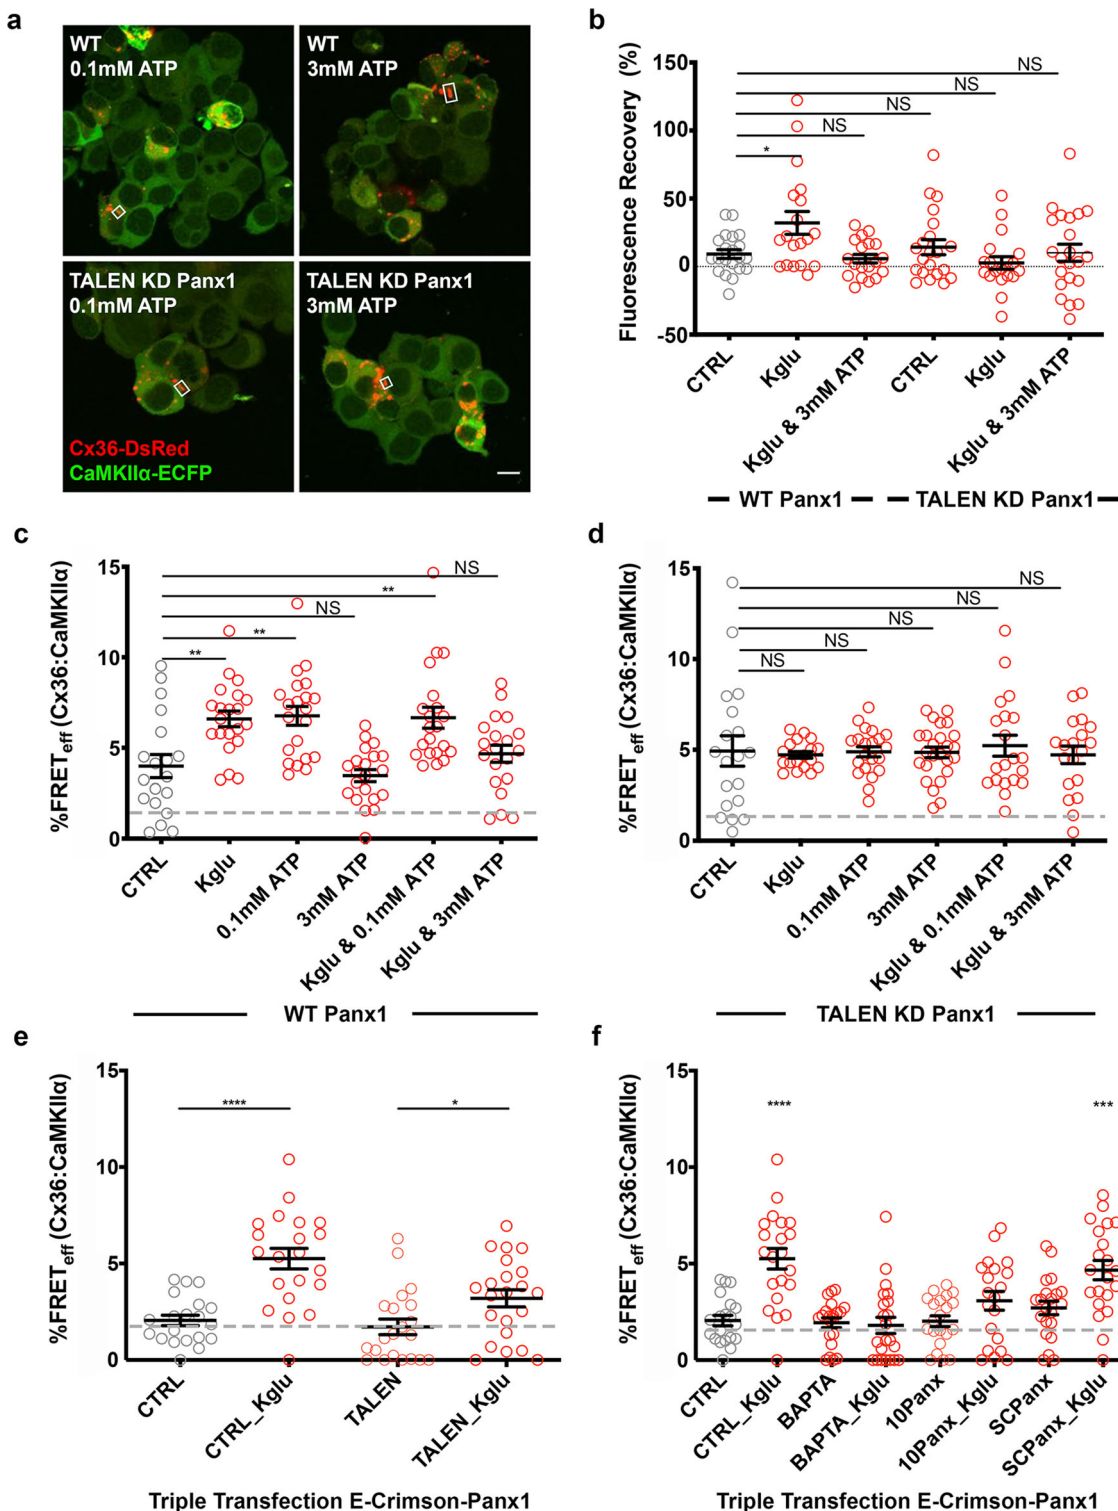 a
WT
0.1mM ATP
WT
3mM ATP
TALEN KD Panx1
0.1mM ATP
TALEN KD Panx1
3mM ATP
Cx36-DsRed
CaMKIIα-ECFP
b
Fluorescence Recovery (%)
150
100
50
0
-50
NS
NS
NS
NS
*
CTRL
Kglu
Kglu & 3mM ATP
CTRL
Kglu
Kglu & 3mM ATP
WT Panx1
TALEN KD Panx1
c
%FRETeff (Cx36:CaMKIIα)
15
10
5
0
NS
**
NS
**
**
CTRL
Kglu
0.1mM ATP
3mM ATP
Kglu & 0.1mM ATP
Kglu & 3mM ATP
WT Panx1
d
%FRETeff (Cx36:CaMKIIα)
15
10
5
0
NS
NS
NS
NS
NS
CTRL
Kglu
0.1mM ATP
3mM ATP
Kglu & 0.1mM ATP
Kglu & 3mM ATP
TALEN KD Panx1
e
%FRETeff (Cx36:CaMKIIα)
15
10
5
0
****
*
CTRL
CTRL_Kglu
TALEN
TALEN_Kglu
Triple Transfection E-Crimson-Panx1
f
%FRETeff (Cx36:CaMKIIα)
15
10
5
0
****
***
CTRL
CTRL_Kglu
BAPTA
BAPTA_Kglu
10Panx
10Panx_Kglu
SCPanx
SCPanx_Kglu
Triple Transfection E-Crimson-Panx1